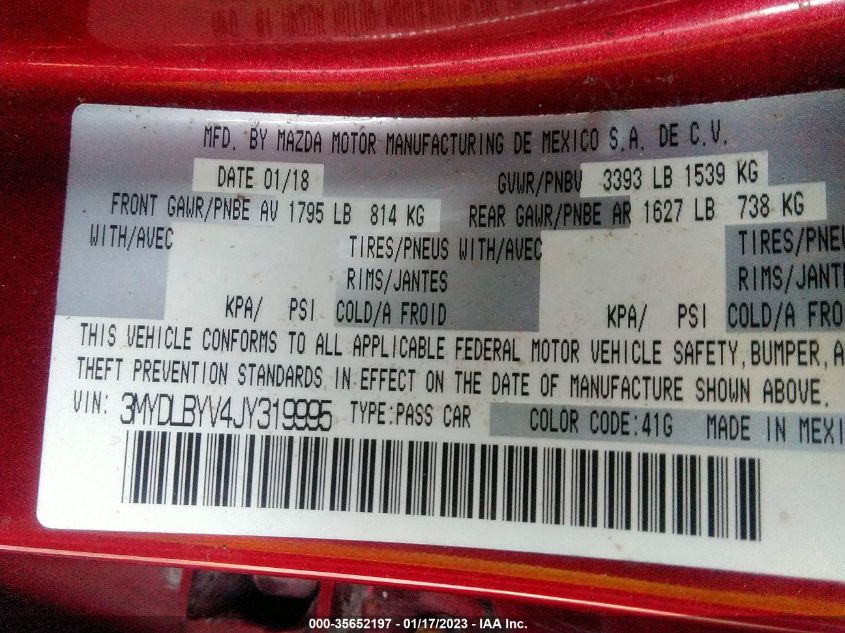 MFD. BY MAZDA MOTOR MANUFACTURING DE MEXICO S.A. DE C.V.
DATE 01/18 GVWR/PNBV 3393 LB 1539 KG
FRONT GAWR/PNBE AV 1795 LB 814 KG REAR GAWR/PNBE AR 1627 LB 738 KG
WITH/AVEC TIRES/PNEUS WITH/AVEC TIRES/PNEU
RIMS/JANTES RIMS/JANTES
KPA/ PSI COLD/A FROID KPA/ PSI COLD/A FROI
THIS VEHICLE CONFORMS TO ALL APPLICABLE FEDERAL MOTOR VEHICLE SAFETY, BUMPER, A
THEFT PREVENTION STANDARDS IN EFFECT ON THE DATE OF MANUFACTURE SHOWN ABOVE.
VIN: 3MYDLBYV4JY319995 TYPE:PASS CAR COLOR CODE:41G MADE IN MEXI
000-35652197 - 01/17/2023 - IAA Inc.